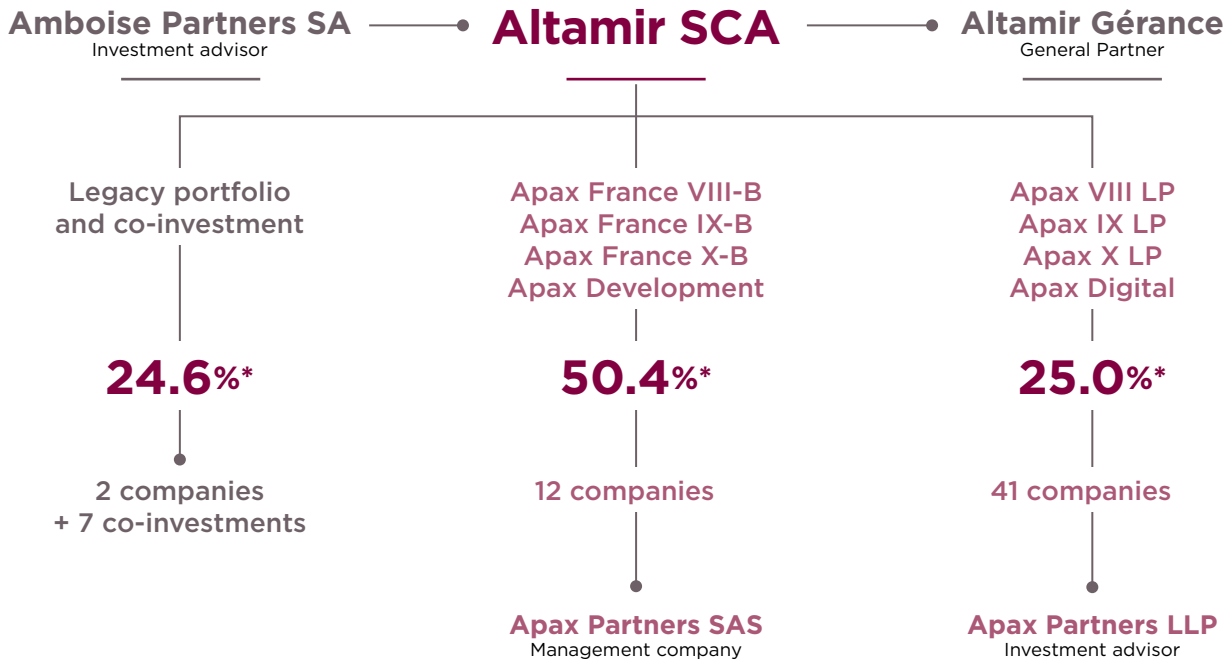 Amboise Partners SA
Investment advisor
Altamir SCA
Altamir Gérance
General Partner
Legacy portfolio
and co-investment
24.6%*
2 companies
+ 7 co-investments
Apax France VIII-B
Apax France IX-B
Apax France X-B
Apax Development
50.4%*
12 companies
Apax Partners SAS
Management company
Apax VIII LP
Apax IX LP
Apax X LP
Apax Digital
25.0%*
41 companies
Apax Partners LLP
Investment advisor